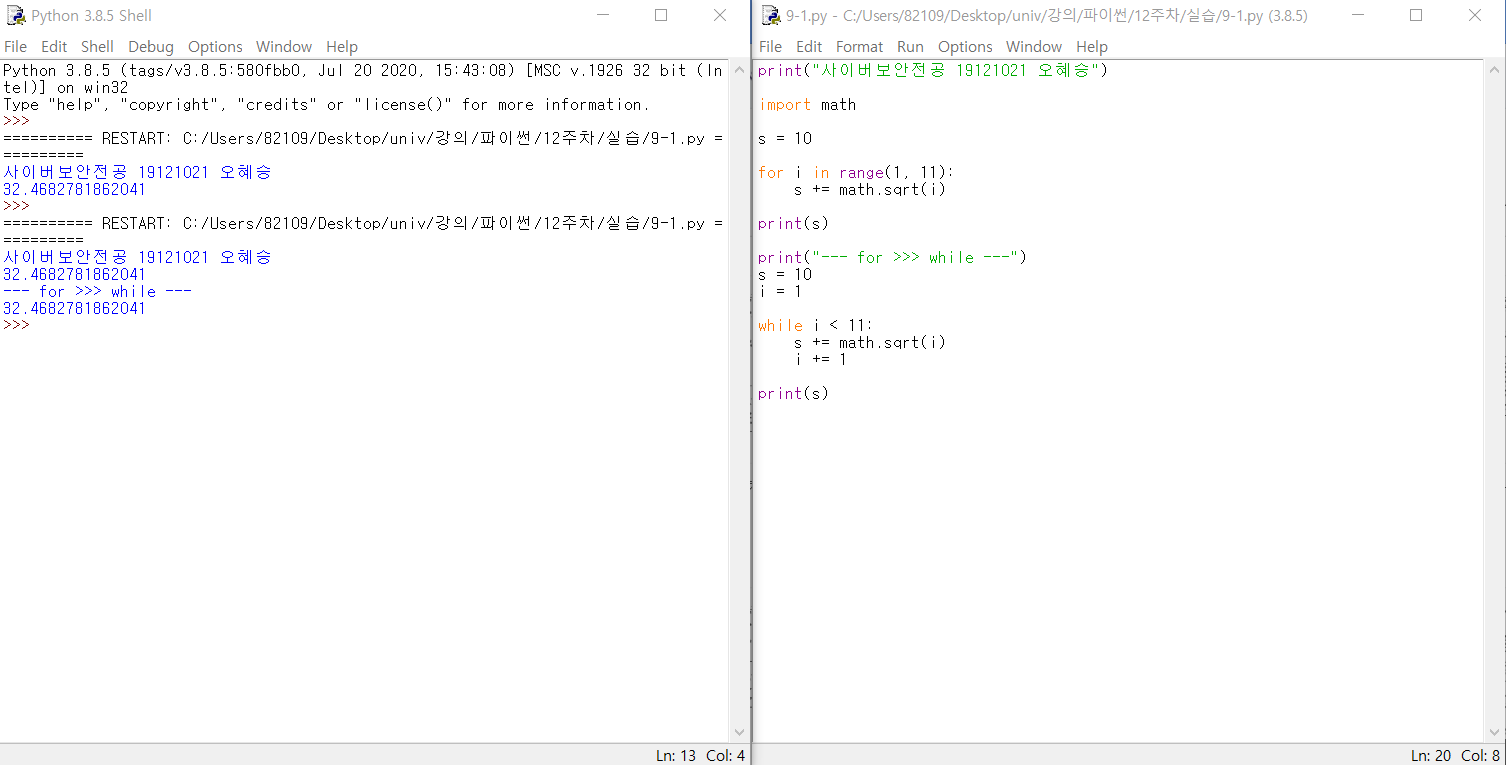 Python 3.8.5 Shell
File Edit Shell Debug Options Window Help
Python 3.8.5 (tags/v3.8.5:580fbb0, Jul 20 2020, 15:43:08) [MSC v.1926 32 bit (In
tel)] on win32
Type "help", "copyright", "credits" or "license()" for more information.
>>>
========== RESTART: C:/Users/82109/Desktop/univ/강의/파이썬/12주차/실습/9-1.py =
=========
사이버보안전공 19121021 오혜승
32.4682781862041
>>>
========== RESTART: C:/Users/82109/Desktop/univ/강의/파이썬/12주차/실습/9-1.py =
=========
사이버보안전공 19121021 오혜승
32.4682781862041
--- for >>> while ---
32.4682781862041
>>>
Ln: 13 Col: 4
9-1.py - C:/Users/82109/Desktop/univ/강의/파이썬/12주차/실습/9-1.py (3.8.5)
File Edit Format Run Options Window Help
print("사이버보안전공 19121021 오혜승")
import math
s = 10
for i in range(1, 11):
    s += math.sqrt(i)
print(s)
print("--- for >>> while ---")
s = 10
i = 1
while i < 11:
    s += math.sqrt(i)
    i += 1
print(s)
Ln: 20 Col: 8